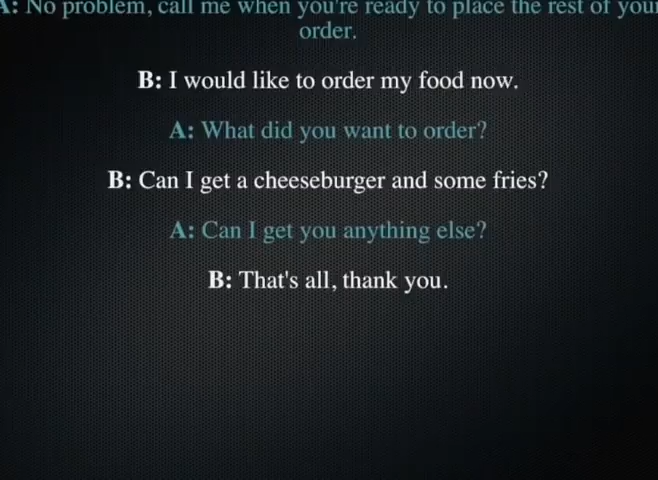 A: No problem, call me when you're ready to place the rest of your
order.
B: I would like to order my food now.
A: What did you want to order?
B: Can I get a cheeseburger and some fries?
A: Can I get you anything else?
B: That's all, thank you.